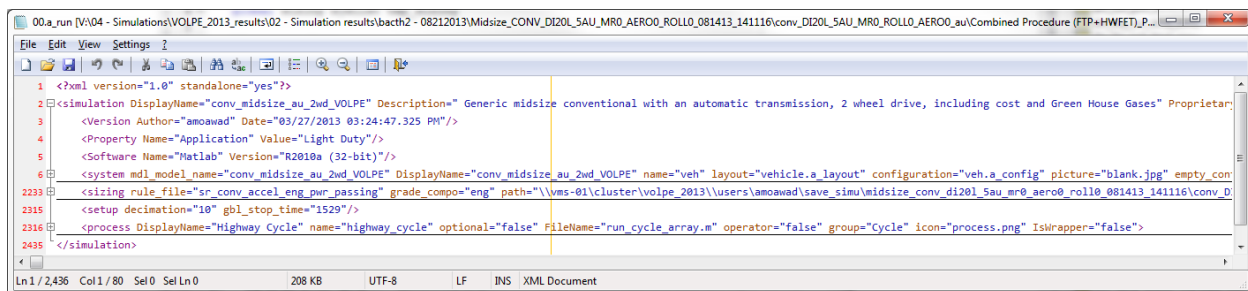 00.a_run [V:\04 - Simulations\VOLPE_2013_results\02 - Simulation results\bacth2 - 08212013\Midsize_CONV_DI20L_5AU_MR0_AERO0_ROLL0_081413_141116\conv_DI20L_5AU_MR0_ROLL0_AERO0_au\Combined Procedure (FTP+HWFET)_P...
File Edit View Settings ?
1 <?xml version="1.0" standalone="yes"?>
2 <simulation DisplayName="conv_midsize_au_2wd_VOLPE" Description=" Generic midsize conventional with an automatic transmission, 2 wheel drive, including cost and Green House Gases" Proprietar
3 <Version Author="amoawad" Date="03/27/2013 03:24:47.325 PM"/>
4 <Property Name="Application" Value="Light Duty"/>
5 <Software Name="Matlab" Version="R2010a (32-bit)"/>
6 <system mdl_model_name="conv_midsize_au_2wd_VOLPE" DisplayName="conv_midsize_au_2wd_VOLPE" name="veh" layout="vehicle.a_layout" configuration="veh.a_config" picture="blank.jpg" empty_con
2233 <sizing rule_file="sr_conv_accel_eng_pwr_passing" grade_compo="eng" path="\\vms-01\cluster\volpe_2013\\users\amoawad\save_simu\midsize_conv_di20l_5au_mr0_aero0_roll0_081413_141116\conv_D
2315 <setup decimation="10" gbl_stop_time="1529"/>
2316 <process DisplayName="Highway Cycle" name="highway_cycle" optional="false" FileName="run_cycle_array.m" operator="false" group="Cycle" icon="process.png" IsWrapper="false">
2435 </simulation>
Ln 1 / 2,436 Col 1 / 80 Sel 0 Sel Ln 0 208 KB UTF-8 LF INS XML Document